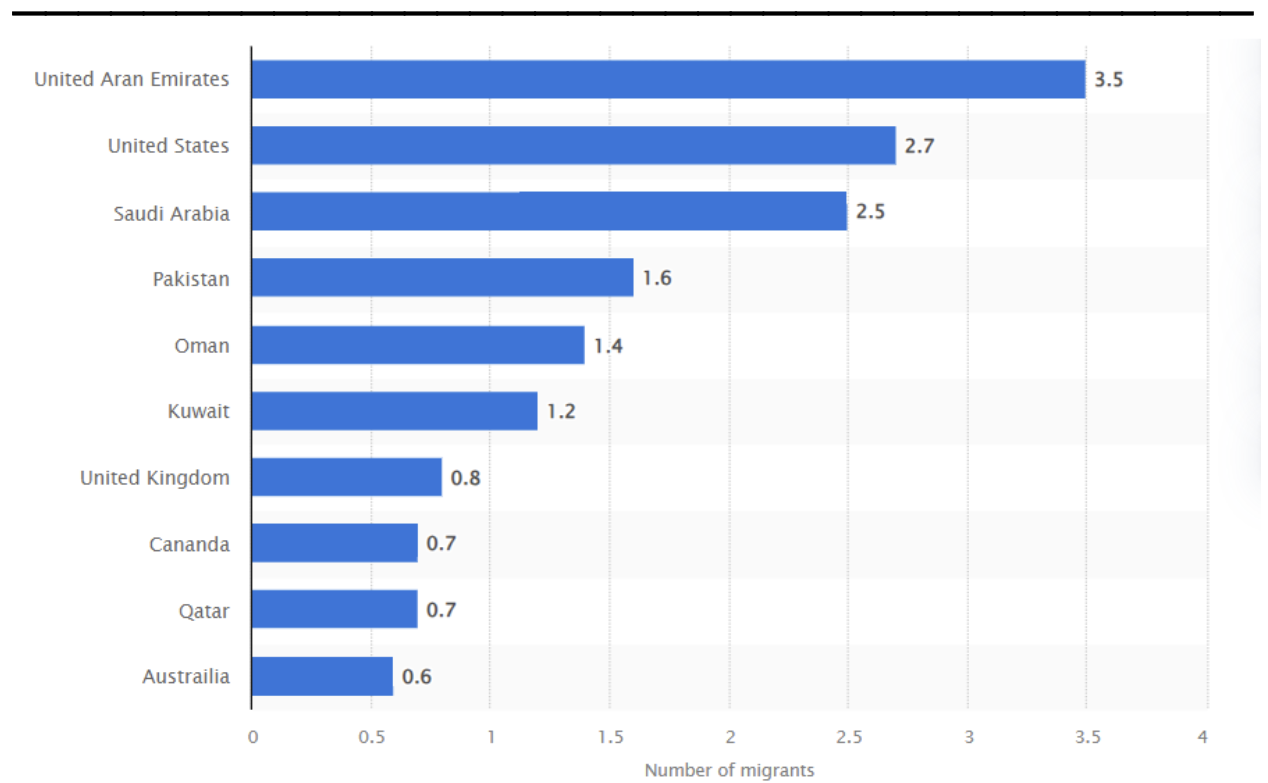 United Aran Emirates 3.5
United States 2.7
Saudi Arabia 2.5
Pakistan 1.6
Oman 1.4
Kuwait 1.2
United Kingdom 0.8
Cananda 0.7
Qatar 0.7
Austrailia 0.6
0 0.5 1 1.5 2 2.5 3 3.5 4
Number of migrants